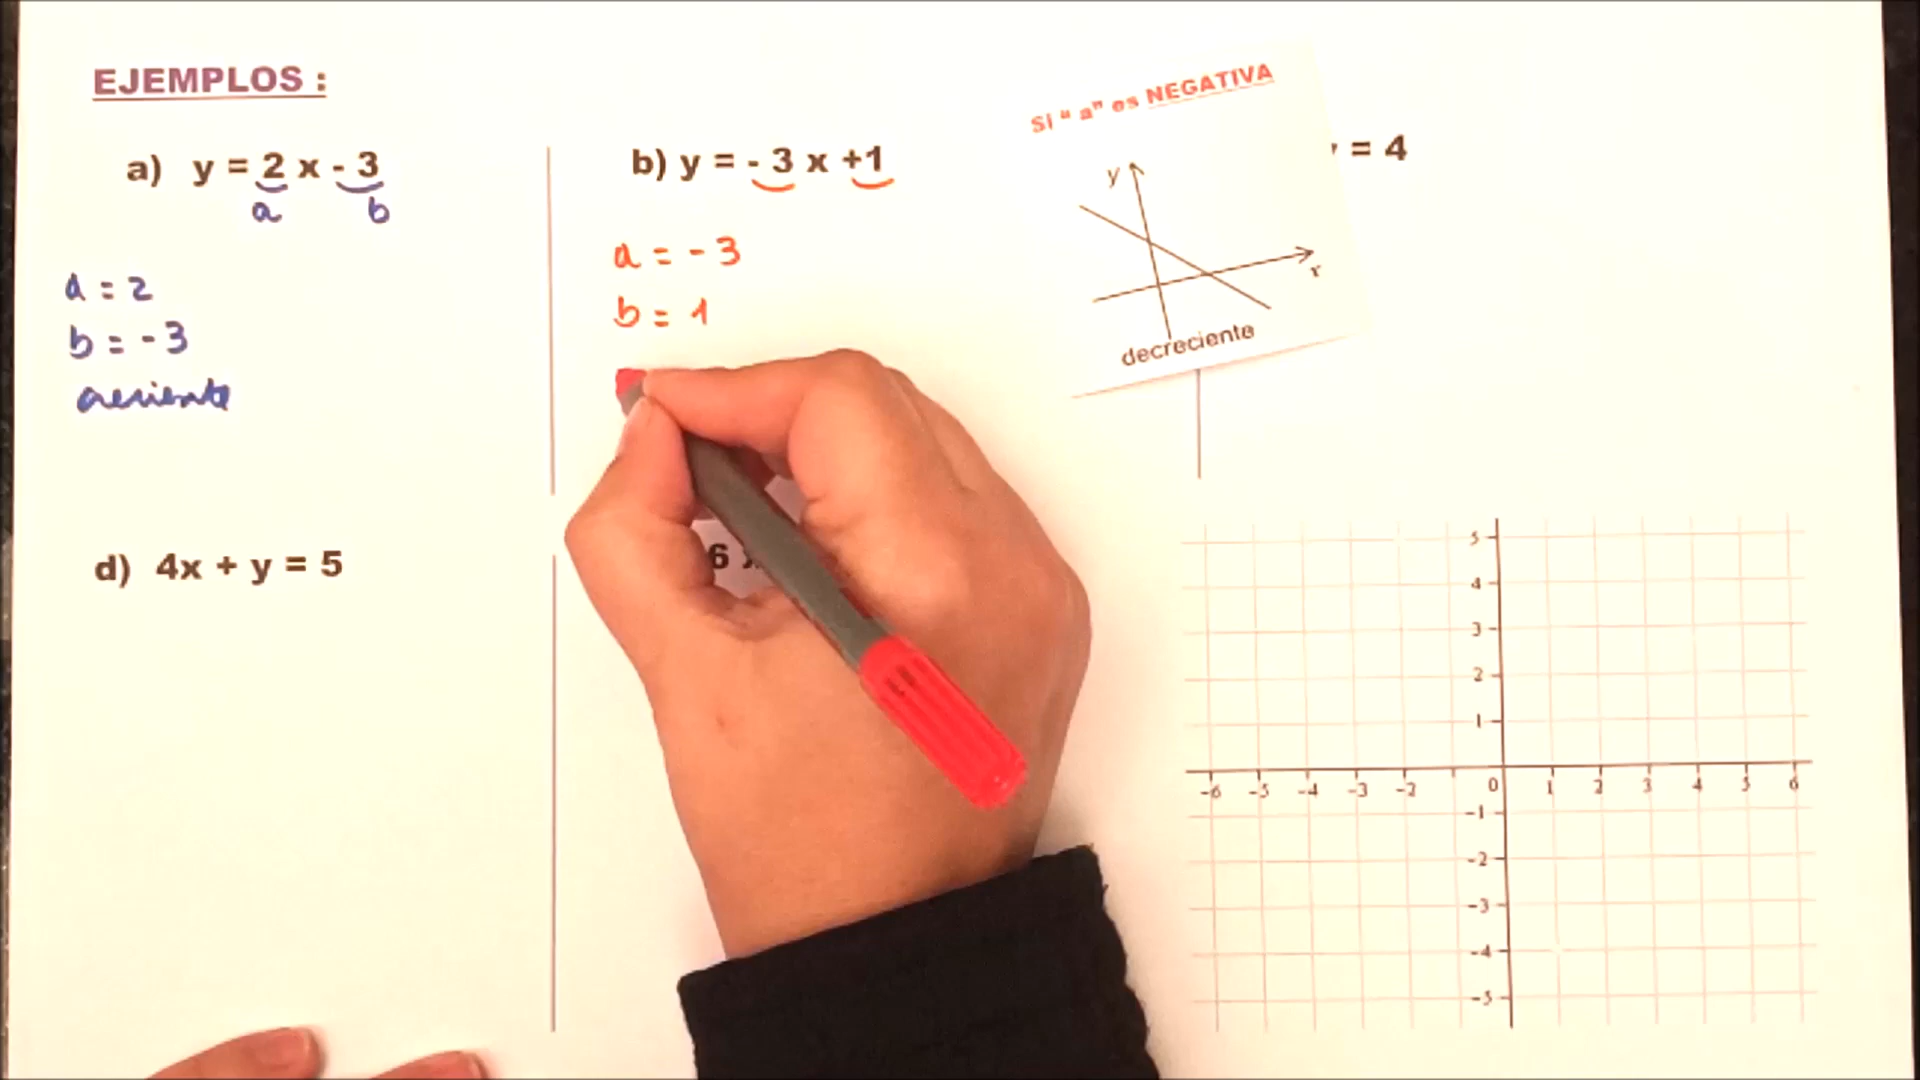 EJEMPLOS :
a) y = 2 x - 3
a b
a = 2
b = - 3
creciente
b) y = - 3 x +1
a = - 3
b = 1
Si " a" es NEGATIVA
y
x
decreciente
= 4
d) 4x + y = 5
6
5
4
3
2
1
-6 -5 -4 -3 -2 0 1 2 3 4 5 6
-1
-2
-3
-4
-5